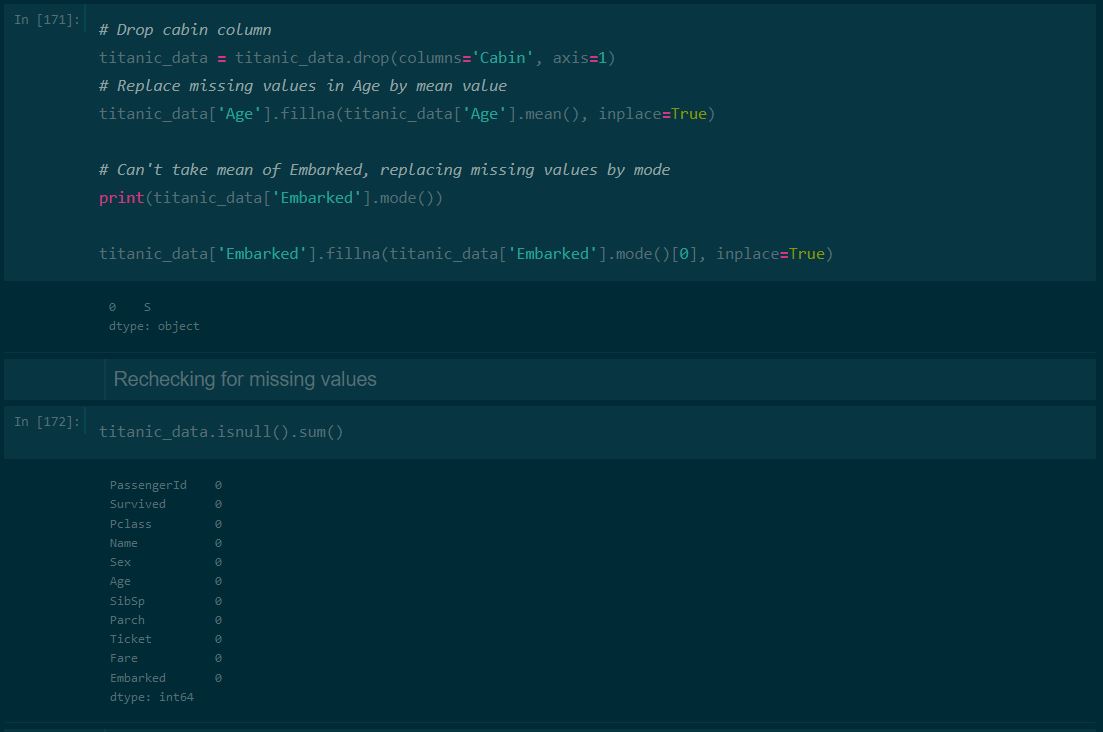 In [171]:
# Drop cabin column
titanic_data = titanic_data.drop(columns='Cabin', axis=1)
# Replace missing values in Age by mean value
titanic_data['Age'].fillna(titanic_data['Age'].mean(), inplace=True)
# Can't take mean of Embarked, replacing missing values by mode
print(titanic_data['Embarked'].mode())
titanic_data['Embarked'].fillna(titanic_data['Embarked'].mode()[0], inplace=True)
0    S
dtype: object
Rechecking for missing values
In [172]:
titanic_data.isnull().sum()
PassengerId    0
Survived       0
Pclass         0
Name           0
Sex            0
Age            0
SibSp          0
Parch          0
Ticket         0
Fare           0
Embarked       0
dtype: int64